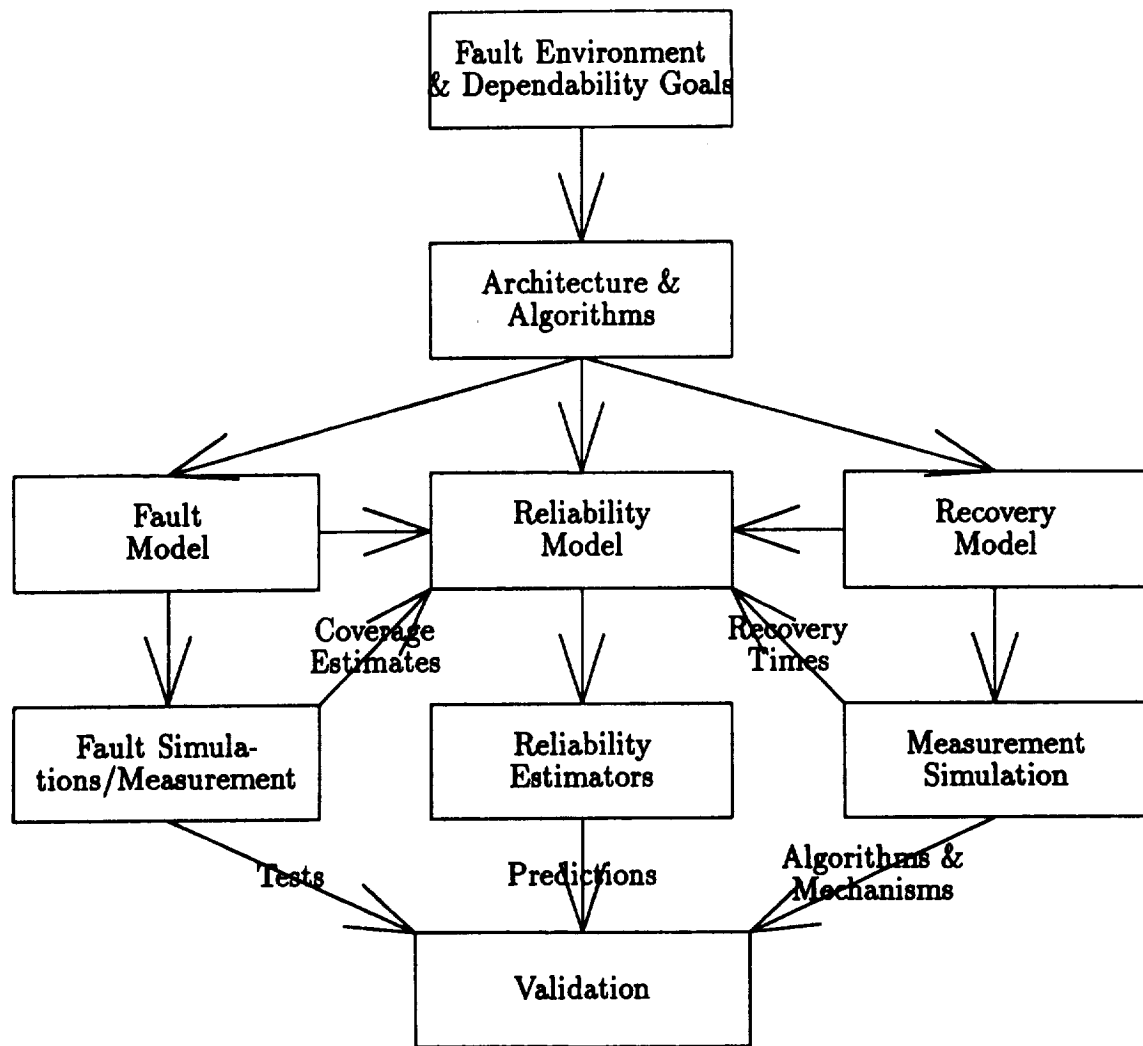 Fault Environment
& Dependability Goals
Architecture &
Algorithms
Fault
Model
Reliability
Model
Recovery
Model
Coverage
Estimates
Recovery
Times
Fault Simula-
tions/Measurement
Reliability
Estimators
Measurement
Simulation
Tests
Predictions
Algorithms &
Mechanisms
Validation